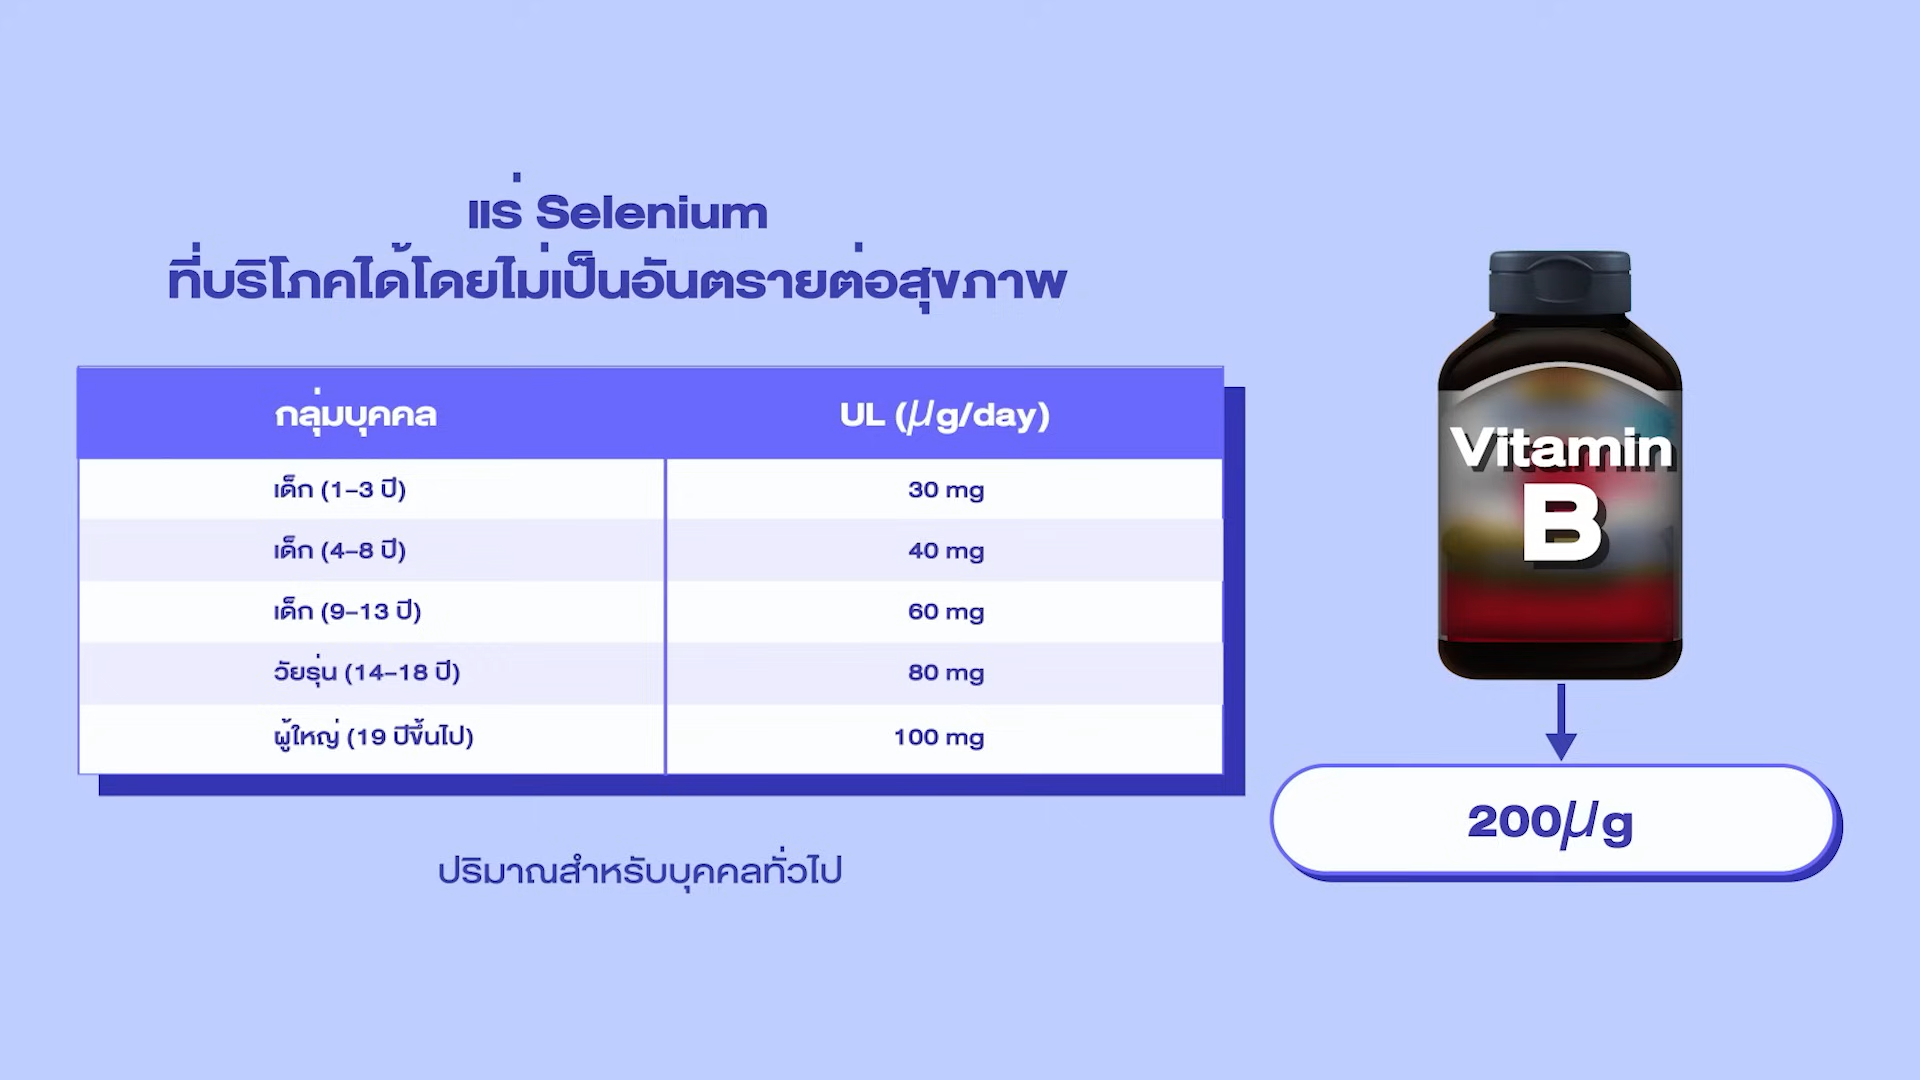 แร่ Selenium
ที่บริโภคได้โดยไม่เป็นอันตรายต่อสุขภาพ
กลุ่มบุคคล UL (μg/day)
เด็ก (1-3 ปี) 30 mg
เด็ก (4-8 ปี) 40 mg
เด็ก (9-13 ปี) 60 mg
วัยรุ่น (14-18 ปี) 80 mg
ผู้ใหญ่ (19 ปีขึ้นไป) 100 mg
ปริมาณสำหรับบุคคลทั่วไป
Vitamin
B
200μg